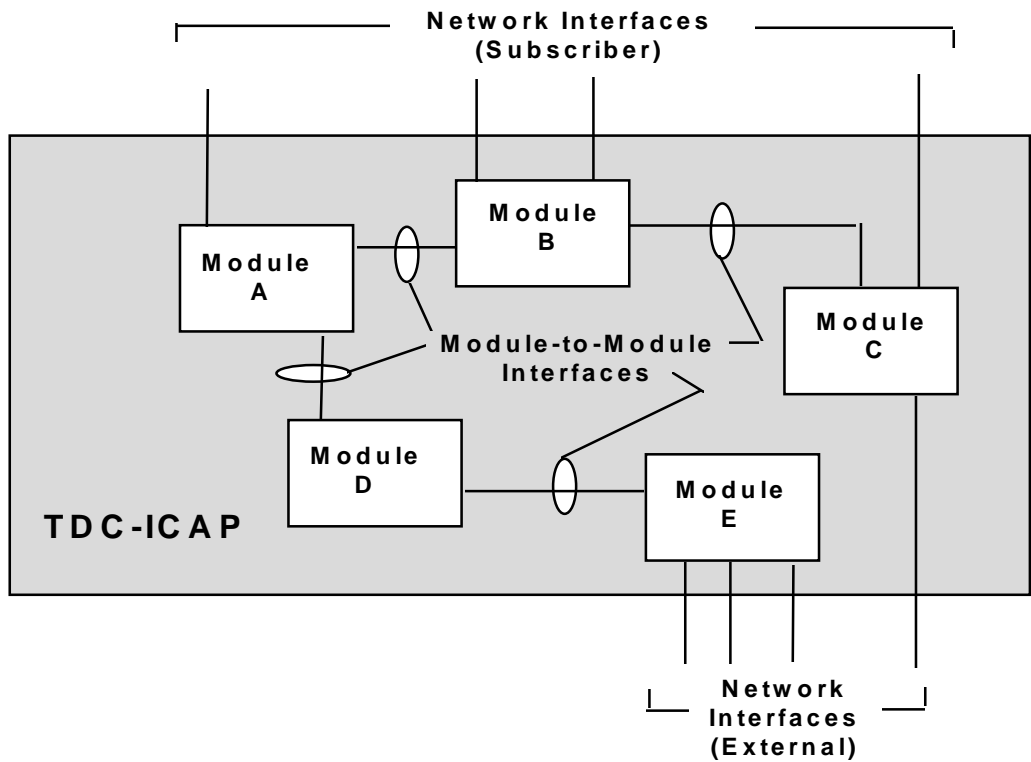 Network Interfaces
(Subscriber)
Module
B
Module
A
Module
C
Module-to-Module
Interfaces
Module
D
Module
E
TDC-ICAP
Network
Interfaces
(External)